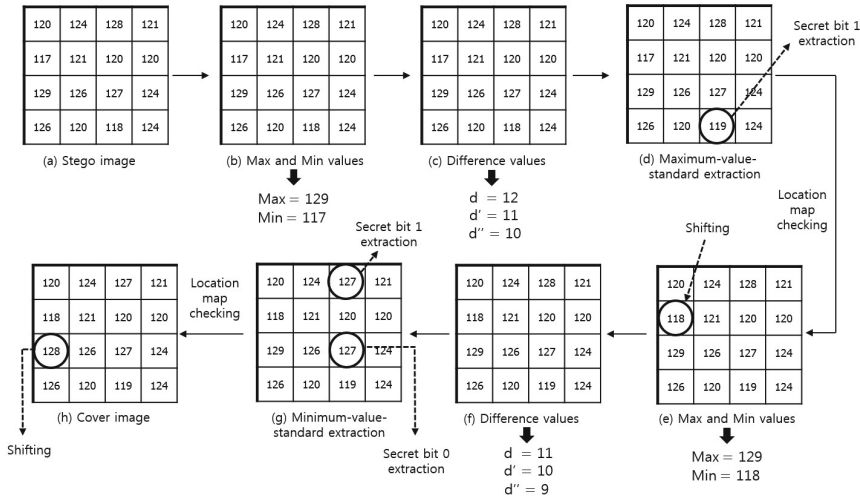 120 124 128 121
117 121 120 120
129 126 127 124
126 120 118 124
(a) Stego image
120 124 128 121
117 121 120 120
129 126 127 124
126 120 118 124
(b) Max and Min values
Max = 129
Min = 117
120 124 128 121
117 121 120 120
129 126 127 124
126 120 118 124
(c) Difference values
d = 12
d' = 11
d'' = 10
120 124 128 121
117 121 120 120
129 126 127 124
126 120 119 124
(d) Maximum-value-
standard extraction
Secret bit 1
extraction
Location
map
checking
Shifting
120 124 128 121
118 121 120 120
129 126 127 124
126 120 119 124
(e) Max and Min values
Max = 129
Min = 118
120 124 128 121
118 121 120 120
129 126 127 124
126 120 119 124
(f) Difference values
d = 11
d' = 10
d'' = 9
Secret bit 1
extraction
120 124 127 121
118 121 120 120
129 126 127 124
126 120 119 124
(g) Minimum-value-
standard extraction
Secret bit 0
extraction
Location
map
checking
120 124 127 121
118 121 120 120
128 126 127 124
126 120 119 124
(h) Cover image
Shifting